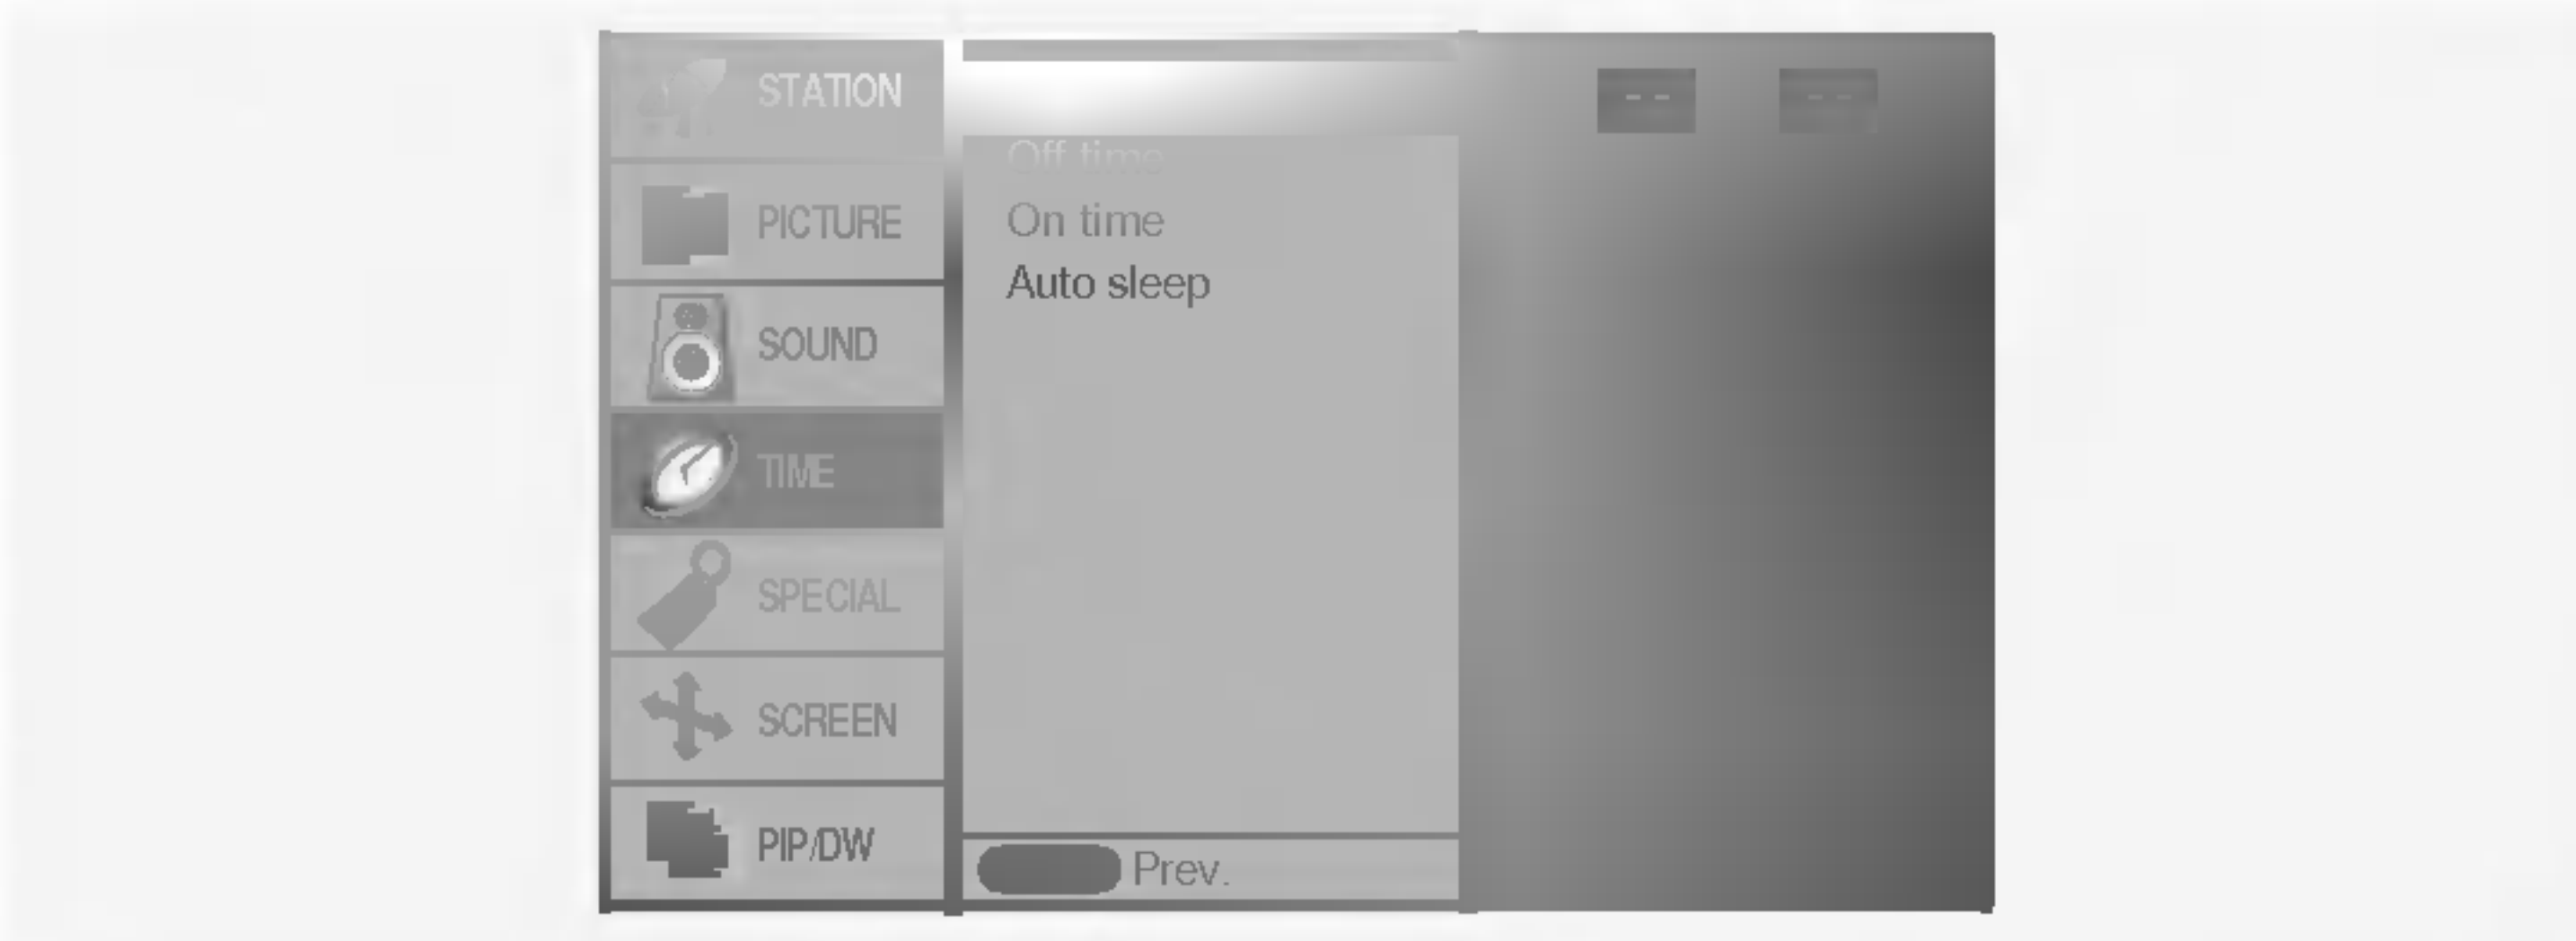 STATION
PICTURE
SOUND
TIME
SPECIAL
SCREEN
PIP/DW
Off time
On time
Auto sleep
Prev.
-- --